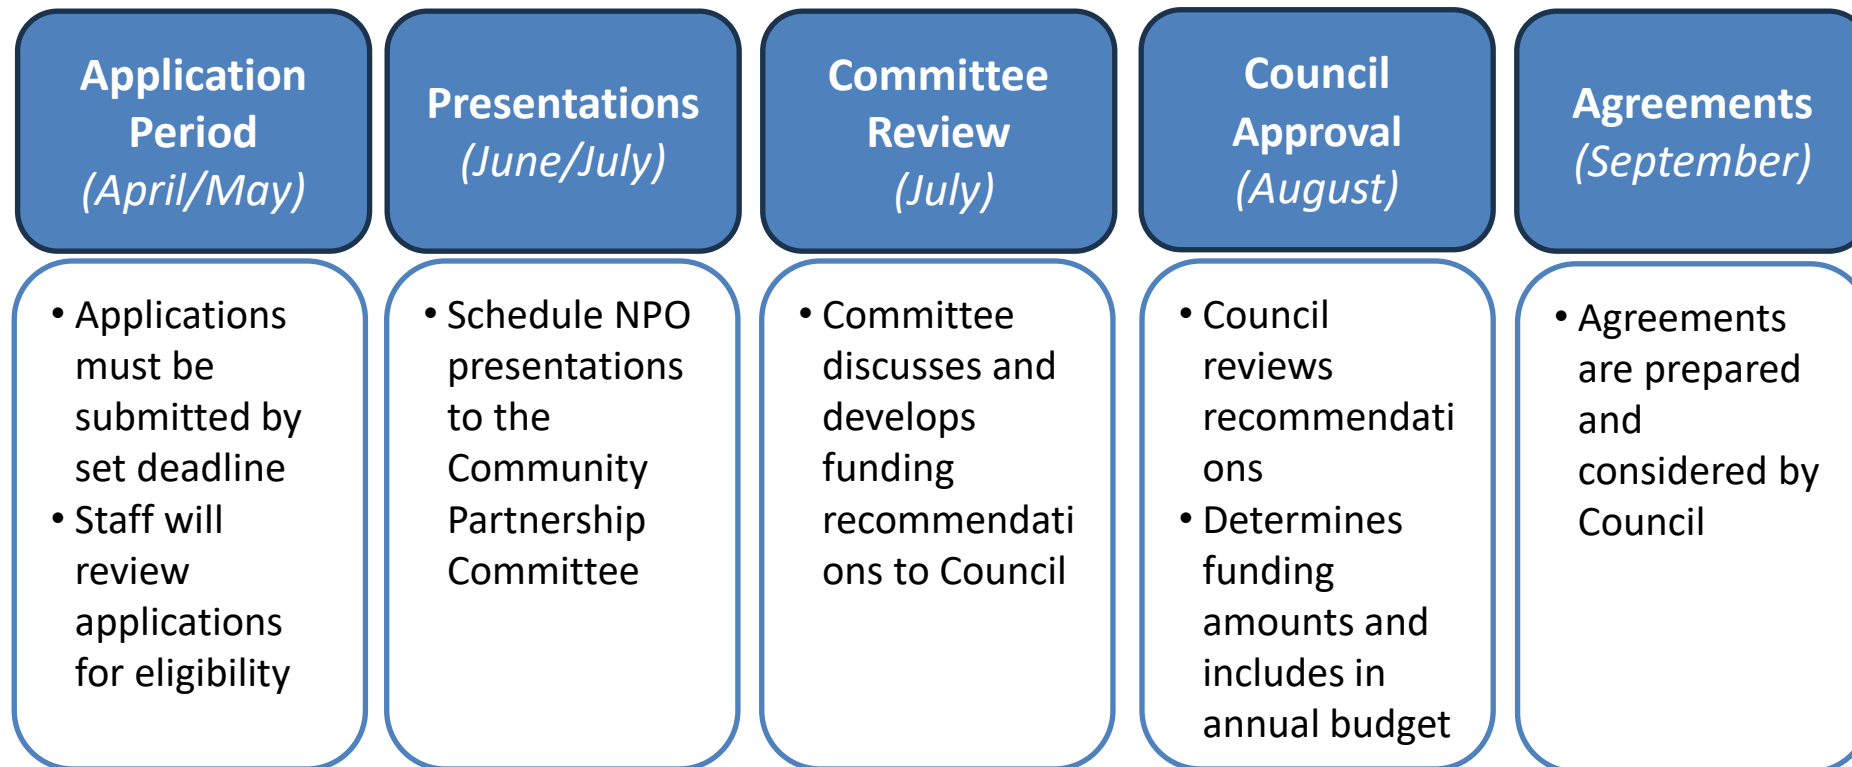 Application
Period
(April/May)
• Applications
must be
submitted by
set deadline
• Staff will
review
applications
for eligibility
Presentations
(June/July)
• Schedule NPO
presentations
to the
Community
Partnership
Committee
Committee
Review
(July)
• Committee
discusses and
develops
funding
recommendati
ons to Council
Council
Approval
(August)
• Council
reviews
recommendati
ons
• Determines
funding
amounts and
includes in
annual budget
Agreements
(September)
• Agreements
are prepared
and
considered by
Council